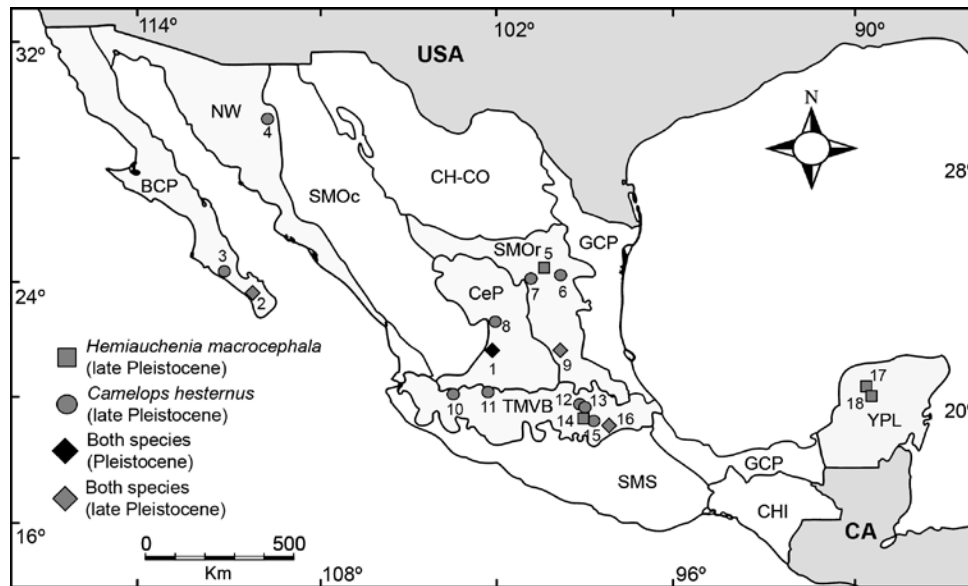 114º
102º
90º
32º
USA
N
NW
4
28º
BCP
SMOc
CH-CO
SMOr
GCP
5
3
24º
2
7
6
CeP
8
Hemiauchenia macrocephala
(late Pleistocene)
1
9
17
Camelops hesternus
(late Pleistocene)
10
11
TMVB
12
13
14
15
16
18
YPL
20º
Both species
(Pleistocene)
GCP
SMS
Both species
(late Pleistocene)
CHI
CA
16º
0
500
Km
108º
96º